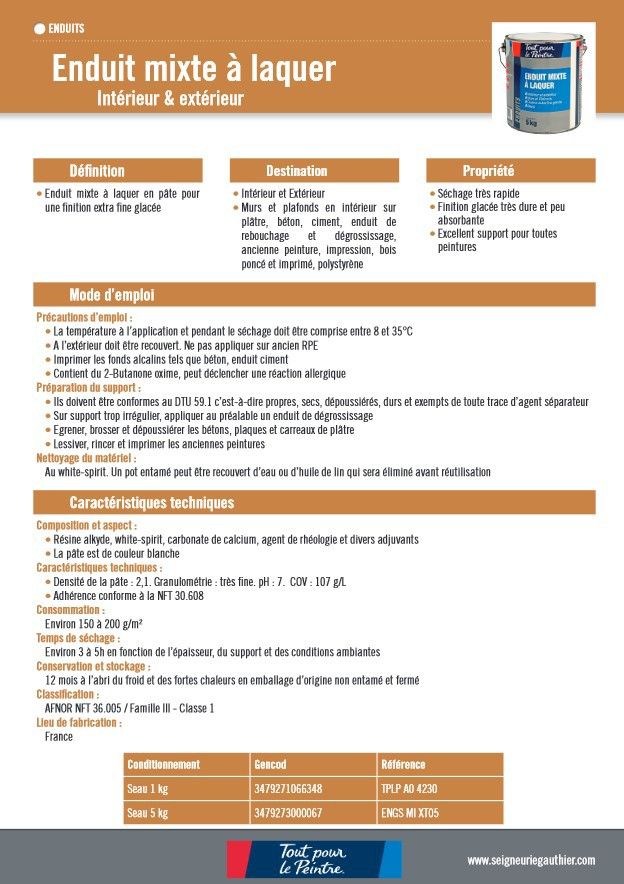 ENDUITS
Enduit mixte à laquer
Intérieur & extérieur
Tout pour
le Peintre.
ENDUIT MIXTE
À LAQUER
5 kg
Définition
• Enduit mixte à laquer en pâte pour
une finition extra fine glacée
Destination
• Intérieur et Extérieur
• Murs et plafonds en intérieur sur
plâtre, béton, ciment, enduit de
rebouchage et dégrossissage,
ancienne peinture, impression, bois
poncé et imprimé, polystyrène
Propriété
• Séchage très rapide
• Finition glacée très dure et peu
absorbante
• Excellent support pour toutes
peintures
Mode d'emploi
Précautions d'emploi :
• La température à l'application et pendant le séchage doit être comprise entre 8 et 35°C
• A l'extérieur doit être recouvert. Ne pas appliquer sur ancien RPE
• Imprimer les fonds alcalins tels que béton, enduit ciment
• Contient du 2-Butanone oxime, peut déclencher une réaction allergique
Préparation du support :
• Ils doivent être conformes au DTU 59.1 c'est-à-dire propres, secs, dépoussiérés, durs et exempts de toute trace d'agent séparateur
• Sur support trop irrégulier, appliquer au préalable un enduit de dégrossissage
• Egrener, brosser et dépoussiérer les bétons, plaques et carreaux de plâtre
• Lessiver, rincer et imprimer les anciennes peintures
Nettoyage du matériel :
Au white-spirit. Un pot entamé peut être recouvert d'eau ou d'huile de lin qui sera éliminé avant réutilisation
Caractéristiques techniques
Composition et aspect :
• Résine alkyde, white-spirit, carbonate de calcium, agent de rhéologie et divers adjuvants
• La pâte est de couleur blanche
Caractéristiques techniques :
• Densité de la pâte : 2,1. Granulométrie : très fine. pH : 7. COV : 107 g/L
• Adhérence conforme à la NFT 30.608
Consommation :
Environ 150 à 200 g/m²
Temps de séchage :
Environ 3 à 5h en fonction de l'épaisseur, du support et des conditions ambiantes
Conservation et stockage :
12 mois à l'abri du froid et des fortes chaleurs en emballage d'origine non entamé et fermé
Classification :
AFNOR NFT 36.005 / Famille III – Classe 1
Lieu de fabrication :
France
Conditionnement Gencod Référence
Seau 1 kg 3479271066348 TPLP AO 4230
Seau 5 kg 3479273000067 ENGS MI XT05
Tout pour
le Peintre.
www.seigneuriegauthier.com